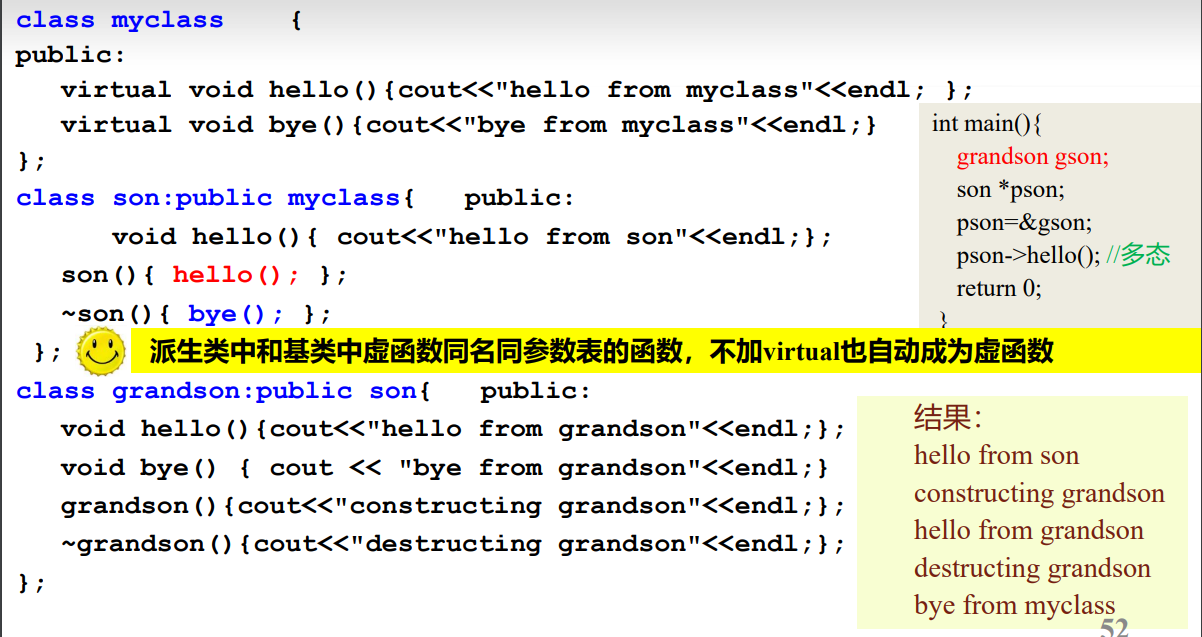 class myclass    {
public:
virtual void hello(){cout<<"hello from myclass"<<endl; };
virtual void bye(){cout<<"bye from myclass"<<endl;}
};
class son:public myclass{   public:
void hello(){ cout<<"hello from son"<<endl;};
son(){ hello(); };
~son(){ bye(); };
};
派生类中和基类中虚函数同名同参数表的函数，不加virtual也自动成为虚函数
class grandson:public son{   public:
void hello(){cout<<"hello from grandson"<<endl;};
void bye() { cout << "bye from grandson"<<endl;}
grandson(){cout<<"constructing grandson"<<endl;};
~grandson(){cout<<"destructing grandson"<<endl;};
};
int main(){
grandson gson;
son *pson;
pson=&gson;
pson->hello(); //多态
return 0;
}
结果：
hello from son
constructing grandson
hello from grandson
destructing grandson
bye from myclass
52